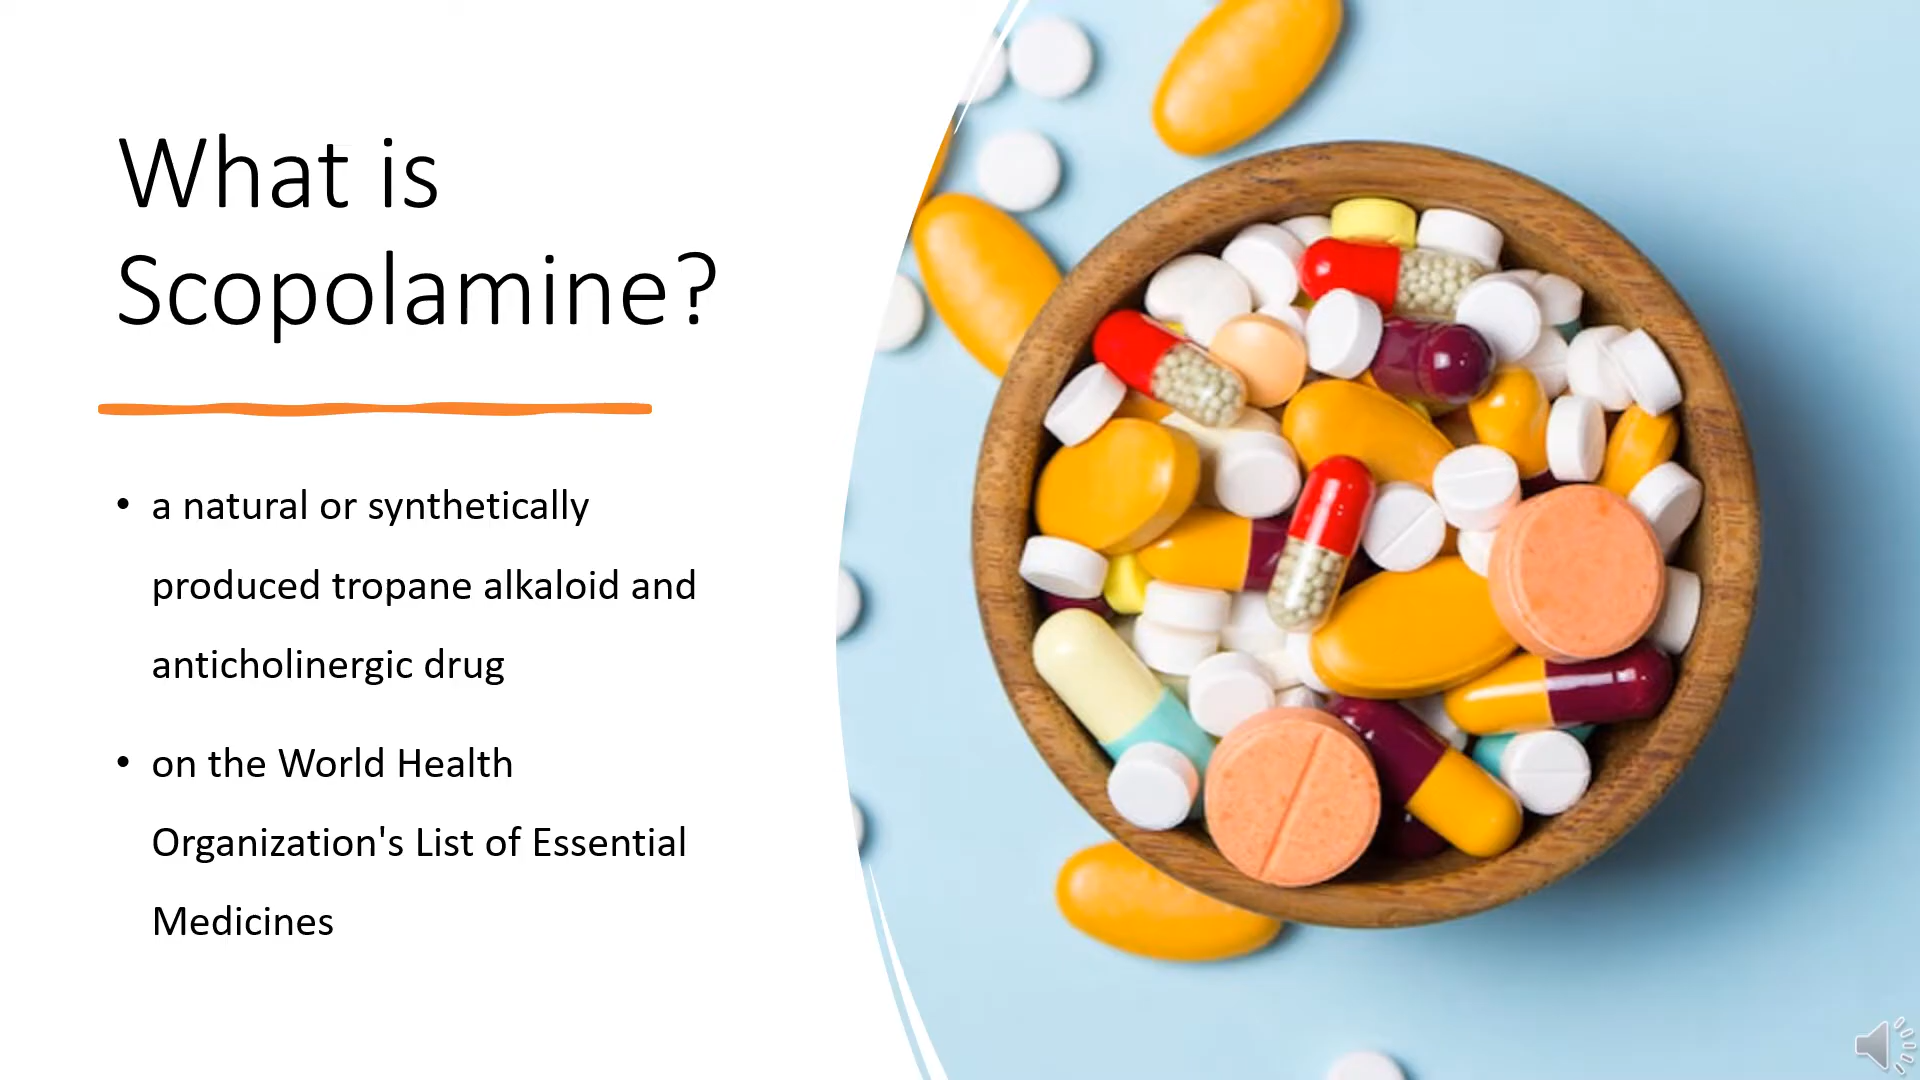 What is
Scopolamine?
• a natural or synthetically
produced tropane alkaloid and
anticholinergic drug
• on the World Health
Organization's List of Essential
Medicines